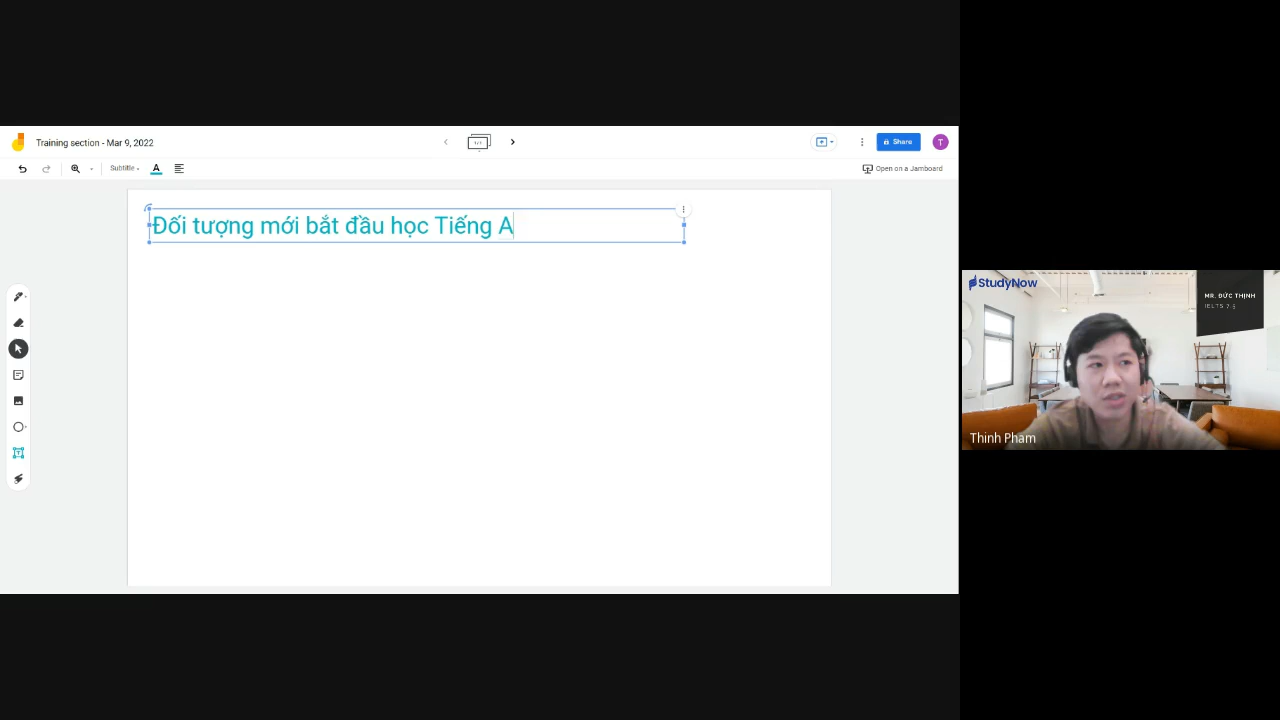 Training section - Mar 9, 2022
Share
T
Subtitle
A
Open on a Jamboard
Đối tượng mới bắt đầu học Tiếng A
StudyNow
MR. ĐỨC THỊNH
Thinh Pham